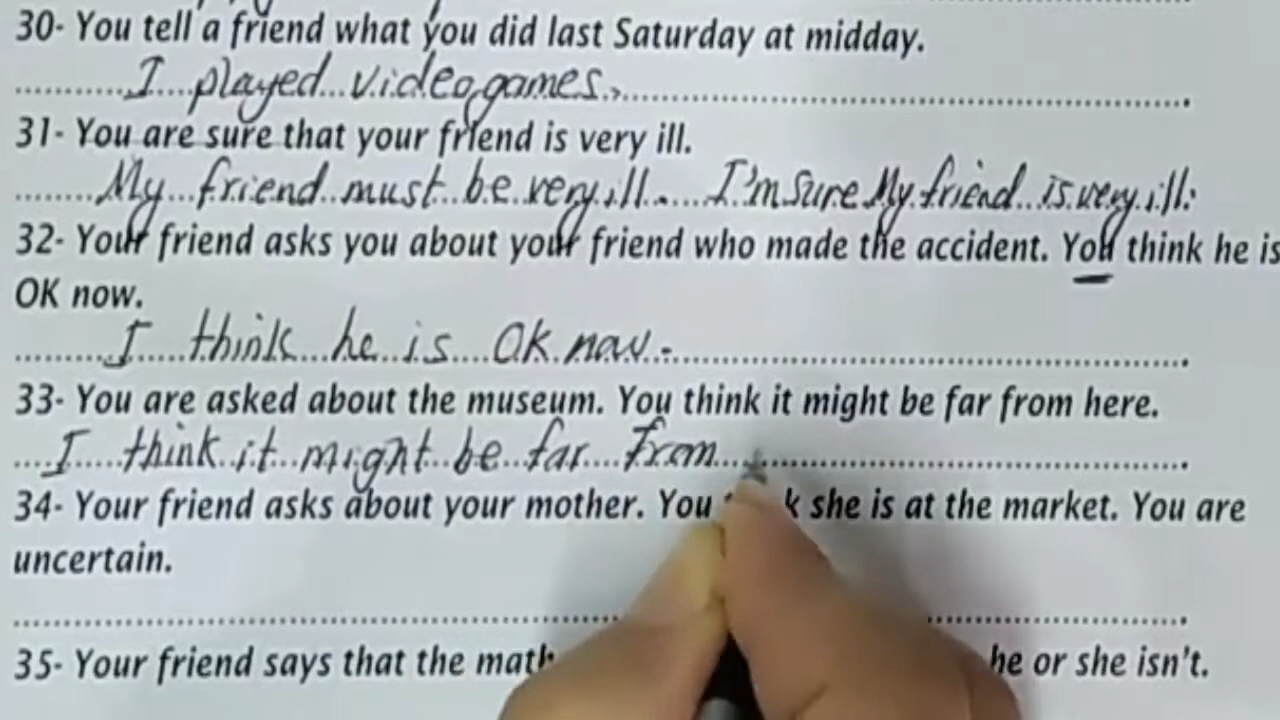 30- You tell a friend what you did last Saturday at midday.
I played video games.
31- You are sure that your friend is very ill.
My friend must be very ill. I'm sure My friend is very ill.
32- Your friend asks you about your friend who made the accident. You think he is
OK now.
I think he is OK now.
33- You are asked about the museum. You think it might be far from here.
I think it might be far from
34- Your friend asks about your mother. You she is at the market. You are
uncertain.
35- Your friend says that the math he or she isn't.